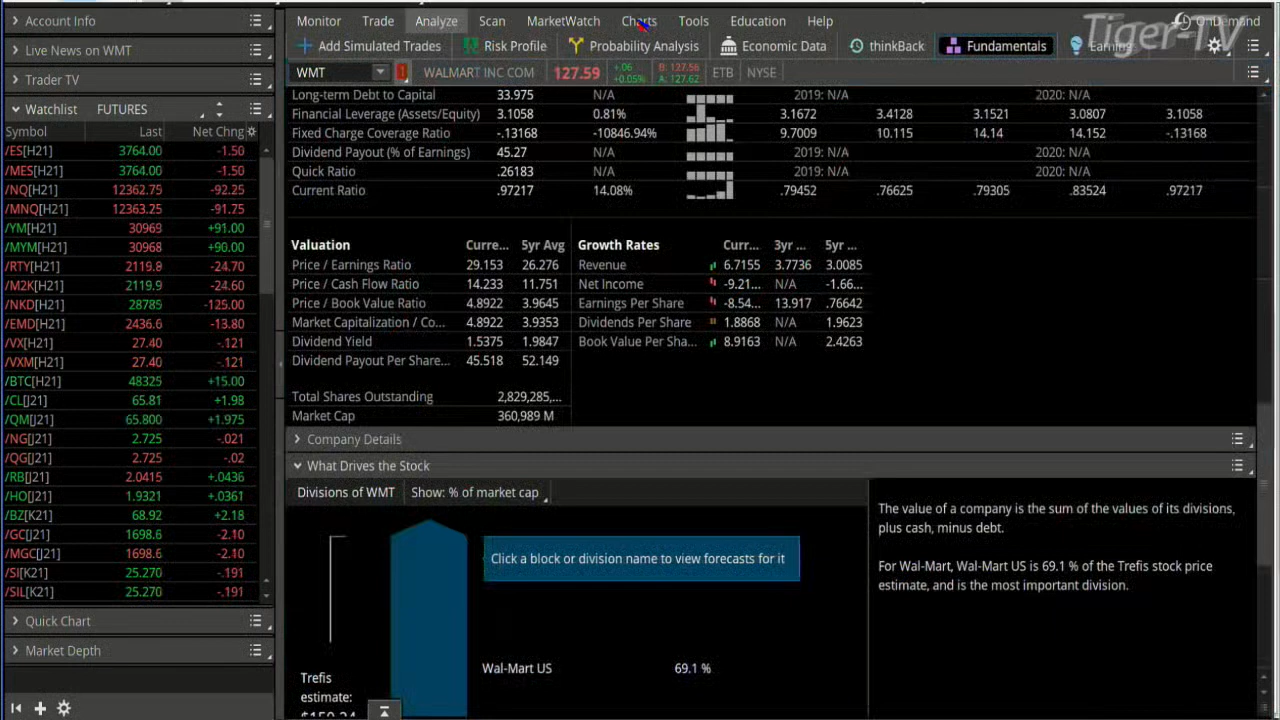 Account Info
Live News on WMT
Trader TV
Watchlist FUTURES
Symbol Last Net Chng
/ES[H21] 3764.00 -1.50
/MES[H21] 3764.00 -1.50
/NQ[H21] 12362.75 -92.25
/MNQ[H21] 12363.25 -91.75
/YM[H21] 30969 +91.00
/MYM[H21] 30968 +90.00
/RTY[H21] 2119.9 -24.70
/M2K[H21] 2119.9 -24.60
/NKD[H21] 28785 -125.00
/EMD[H21] 2436.6 -13.80
/VX[H21] 27.40 -.121
/VXM[H21] 27.40 -.121
/BTC[H21] 48325 +15.00
/CL[J21] 65.81 +1.98
/QM[J21] 65.800 +1.975
/NG[J21] 2.725 -.021
/QG[J21] 2.725 -.02
/RB[J21] 2.0415 +.0436
/HO[J21] 1.9321 +.0361
/BZ[K21] 68.92 +2.18
/GC[J21] 1698.6 -2.10
/MGC[J21] 1698.6 -2.10
/SI[K21] 25.270 -.191
/SIL[K21] 25.270 -.191
Quick Chart
Market Depth
Monitor Trade Analyze Scan MarketWatch Charts Tools Education Help
Tiger-TV
OnDemand
Add Simulated Trades Risk Profile Probability Analysis Economic Data thinkBack Fundamentals
WMT 1 WALMART INC COM 127.59 +.06 +0.05% B: 127.58 A: 127.62 ETB NYSE
Long-term Debt to Capital 33.975 N/A 2019: N/A 2020: N/A
Financial Leverage (Assets/Equity) 3.1058 0.81% 3.1672 3.4128 3.1521 3.0807 3.1058
Fixed Charge Coverage Ratio -.13168 -10846.94% 9.7009 10.115 14.14 14.152 -.13168
Dividend Payout (% of Earnings) 45.27 N/A 2019: N/A 2020: N/A
Quick Ratio .26183 N/A 2019: N/A 2020: N/A
Current Ratio .97217 14.08% .79452 .76625 .79305 .83524 .97217
Valuation Curre... 5yr Avg Growth Rates Curr... 3yr ... 5yr ...
Price / Earnings Ratio 29.153 26.276 Revenue 6.7155 3.7736 3.0085
Price / Cash Flow Ratio 14.233 11.751 Net Income -9.21... N/A -1.66...
Price / Book Value Ratio 4.8922 3.9645 Earnings Per Share -8.54... 13.917 .76642
Market Capitalization / Co... 4.8922 3.9353 Dividends Per Share 1.8868 N/A 1.9623
Dividend Yield 1.5375 1.9847 Book Value Per Sha... 8.9163 N/A 2.4263
Dividend Payout Per Share... 45.518 52.149
Total Shares Outstanding 2,829,285,...
Market Cap 360,989 M
Company Details
What Drives the Stock
Divisions of WMT Show: % of market cap
Click a block or division name to view forecasts for it
Wal-Mart US 69.1 %
Trefis
estimate:
The value of a company is the sum of the values of its divisions,
plus cash, minus debt.
For Wal-Mart, Wal-Mart US is 69.1 % of the Trefis stock price
estimate, and is the most important division.